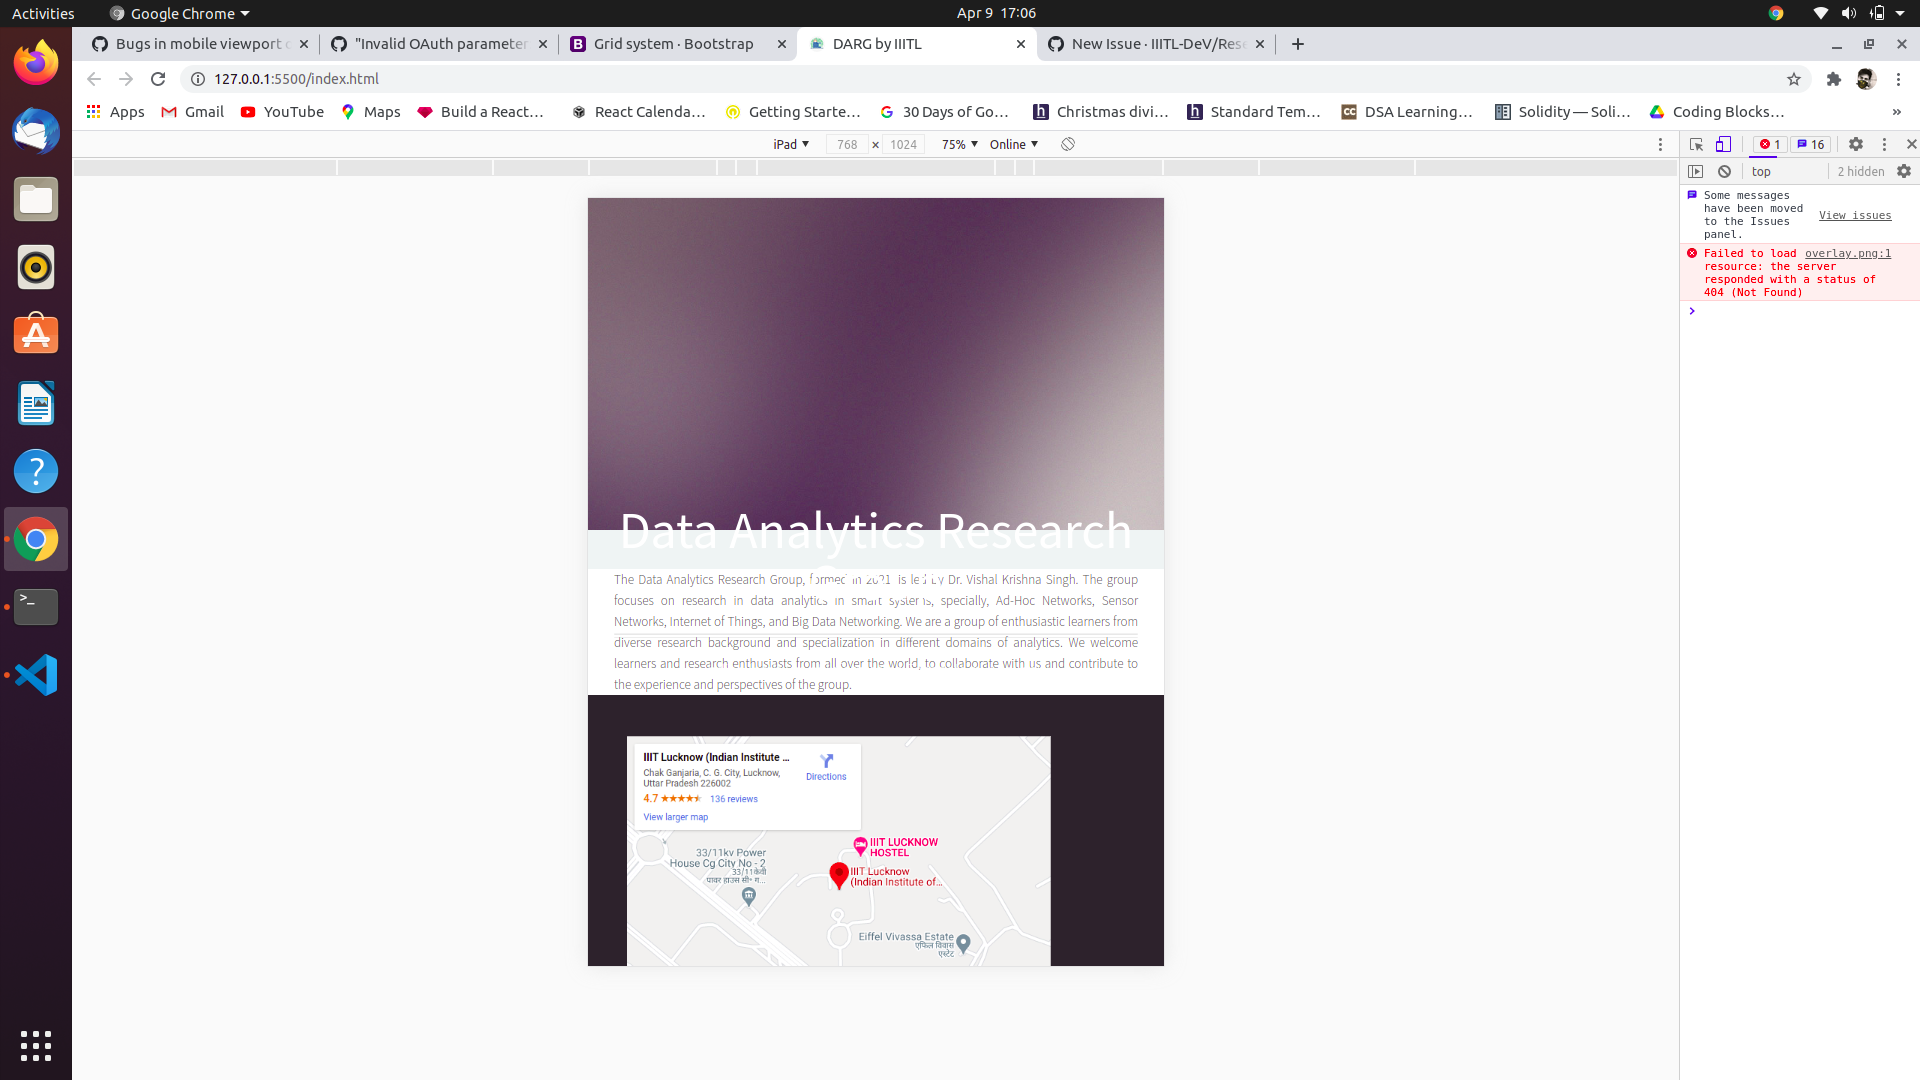 Activities
Google Chrome
Apr 9 17:06
Bugs in mobile viewport
"Invalid OAuth parameter
Grid system · Bootstrap
DARG by IIITL
New Issue · IIITL-DeV/Res
127.0.0.1:5500/index.html
Apps
Gmail
YouTube
Maps
Build a React…
React Calenda…
Getting Starte…
30 Days of Go…
Christmas divi…
Standard Tem…
DSA Learning…
Solidity — Soli…
Coding Blocks…
»
iPad
768 × 1024
75%
Online
1
16
top
2 hidden
Some messages
have been moved
to the Issues
panel.
View issues
Failed to load
overlay.png:1
resource: the server
responded with a status of
404 (Not Found)
Data Analytics Research
The Data Analytics Research Group, formed in 2021 is led by Dr. Vishal Krishna Singh. The group
focuses on research in data analytics in smart systems, specially, Ad-Hoc Networks, Sensor
Networks, Internet of Things, and Big Data Networking. We are a group of enthusiastic learners from
diverse research background and specialization in different domains of analytics. We welcome
learners and research enthusiasts from all over the world, to collaborate with us and contribute to
the experience and perspectives of the group.
IIIT Lucknow (Indian Institute …
Chak Ganjaria, C. G. City, Lucknow,
Uttar Pradesh 226002
4.7
136 reviews
View larger map
Directions
IIIT LUCKNOW
HOSTEL
33/11kv Power
House Cg City No - 2
33/11केवी
पावर हाउस सी॰ ग...
IIIT Lucknow
(Indian Institute of…
Eiffel Vivassa Estate
एफिल विवास
एस्टेट